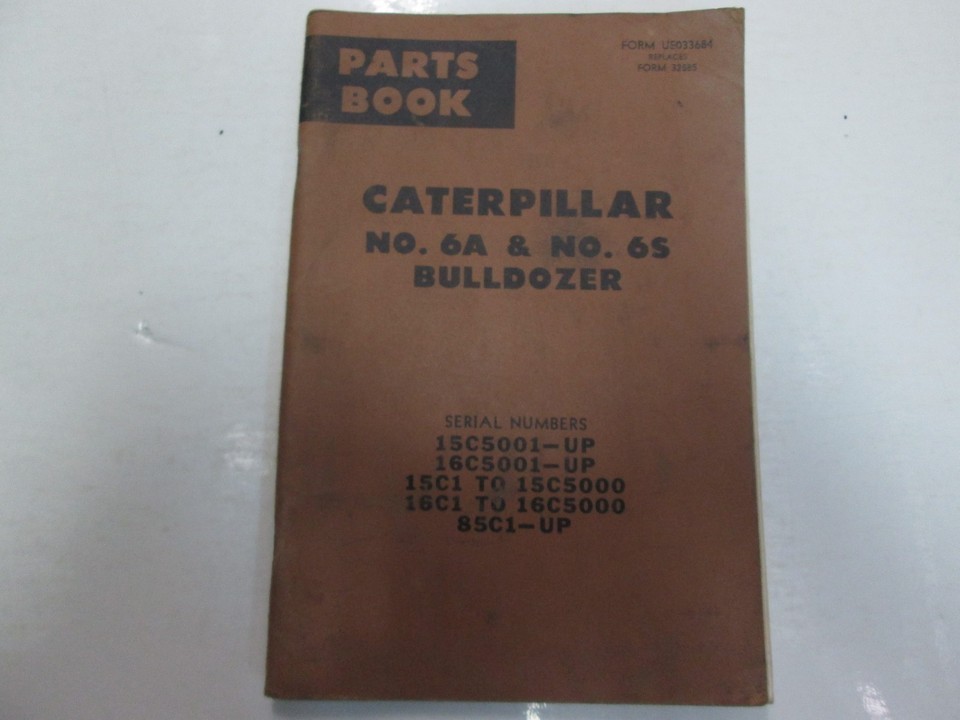 PARTS
BOOK
FORM UE033684
REPLACES
FORM 32585
CATERPILLAR
NO. 6A & NO. 6S
BULLDOZER
SERIAL NUMBERS
15C5001-UP
16C5001-UP
15C1 TO 15C5000
16C1 TO 16C5000
85C1-UP